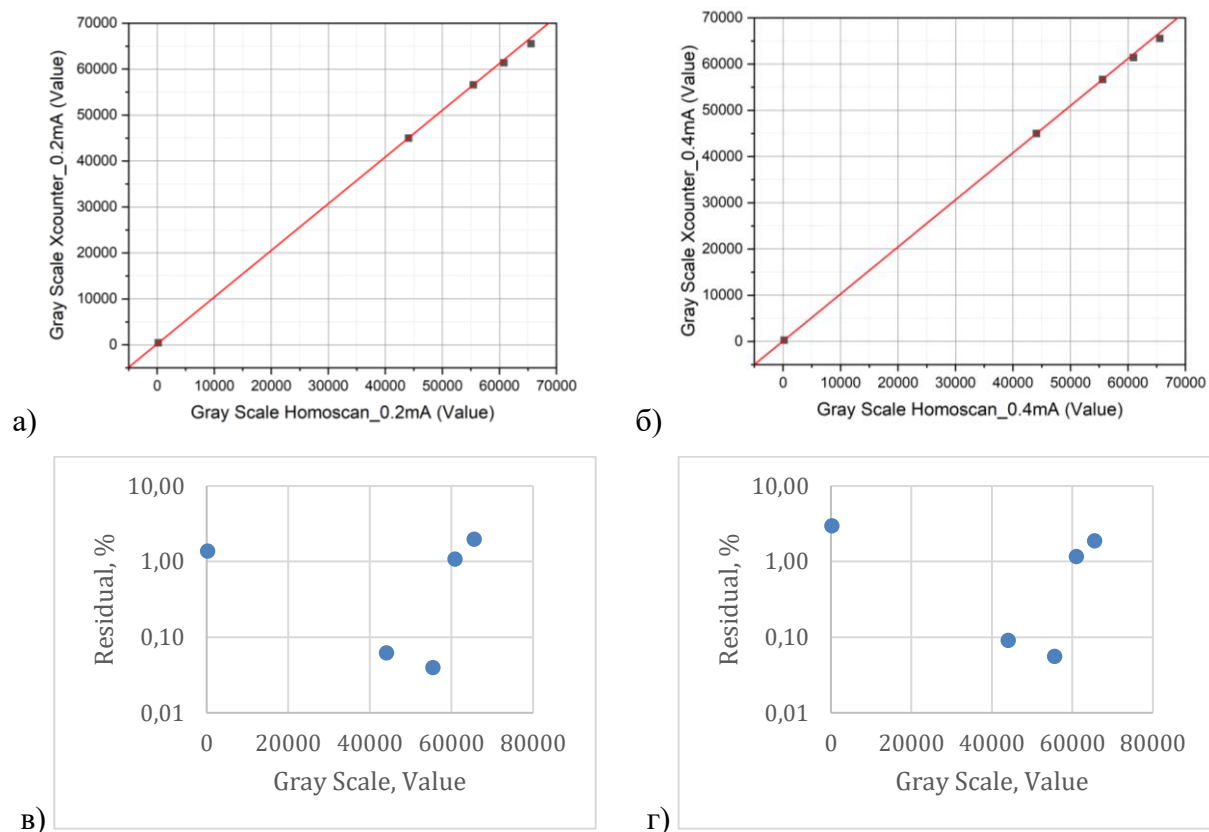 70000
60000
50000
40000
30000
20000
10000
0
Gray Scale Xcounter_0.2mA (Value)
0 10000 20000 30000 40000 50000 60000 70000
Gray Scale Homoscan_0.2mA (Value)
а)
70000
60000
50000
40000
30000
20000
10000
0
Gray Scale Xcounter_0.4mA (Value)
0 10000 20000 30000 40000 50000 60000 70000
Gray Scale Homoscan_0.4mA (Value)
б)
10,00
1,00
0,10
0,01
Residual, %
0 20000 40000 60000 80000
Gray Scale, Value
в)
10,00
1,00
0,10
0,01
Residual, %
0 20000 40000 60000 80000
Gray Scale, Value
г)